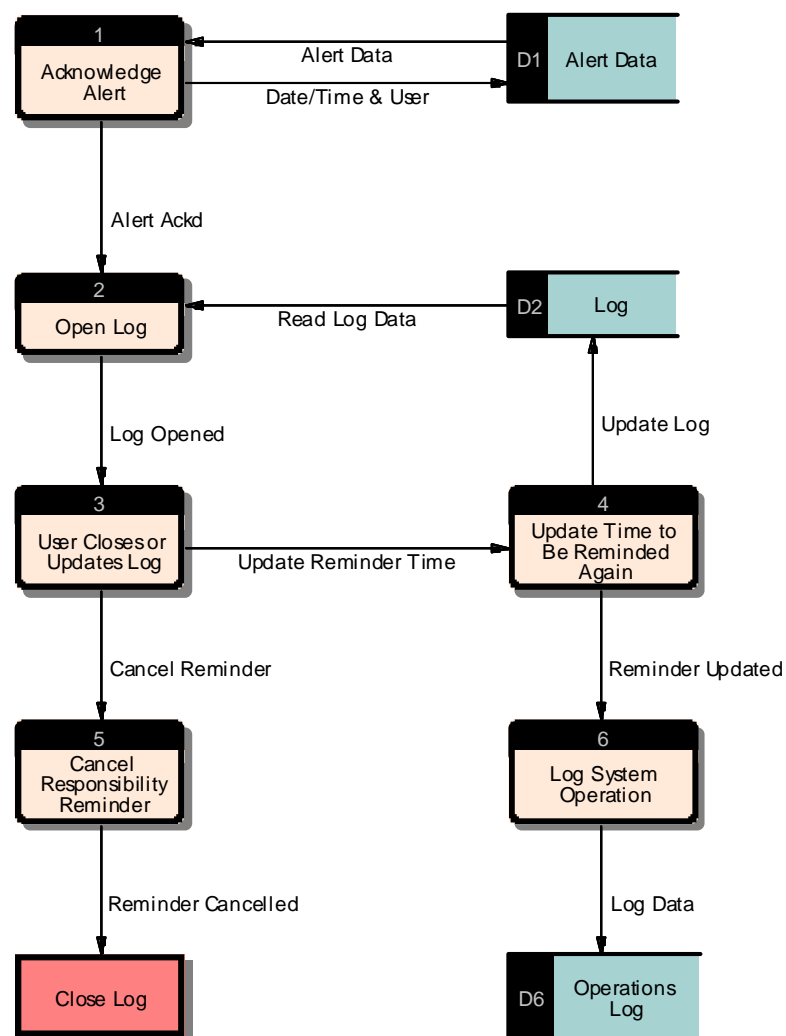 1
Acknowledge
Alert
Alert Data
Date/Time & User
D1
Alert Data
Alert Ackd
2
Open Log
Read Log Data
D2
Log
Log Opened
Update Log
3
User Closes or
Updates Log
Update Reminder Time
4
Update Time to
Be Reminded
Again
Cancel Reminder
Reminder Updated
5
Cancel
Responsibility
Reminder
6
Log System
Operation
Reminder Cancelled
Log Data
Close Log
D6
Operations
Log